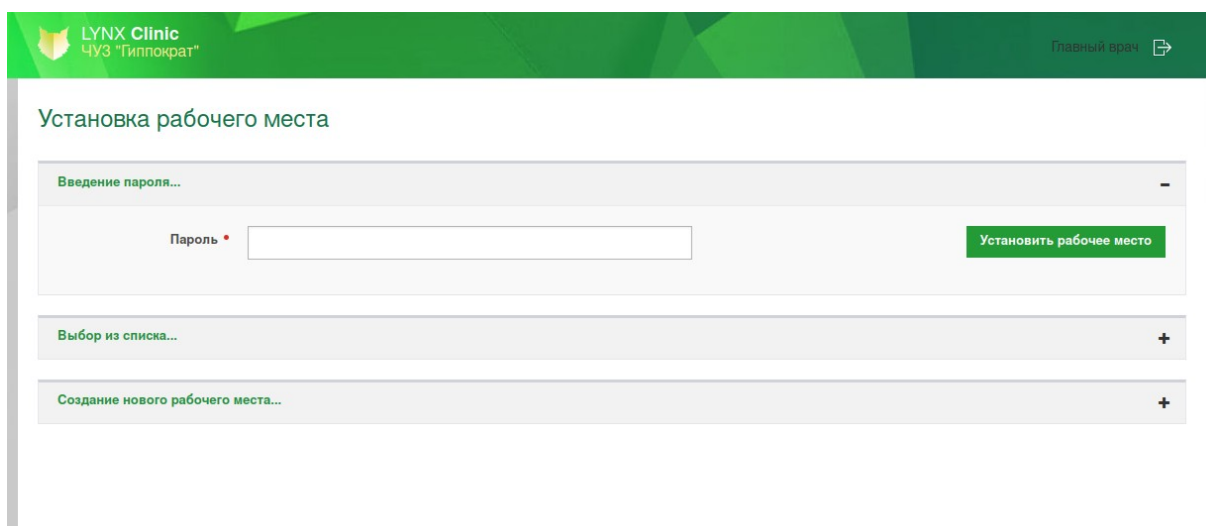 LYNX Clinic
ЧУЗ "Гиппократ"
Главный врач
Установка рабочего места
Введение пароля...
Пароль
Установить рабочее место
Выбор из списка...
Создание нового рабочего места...